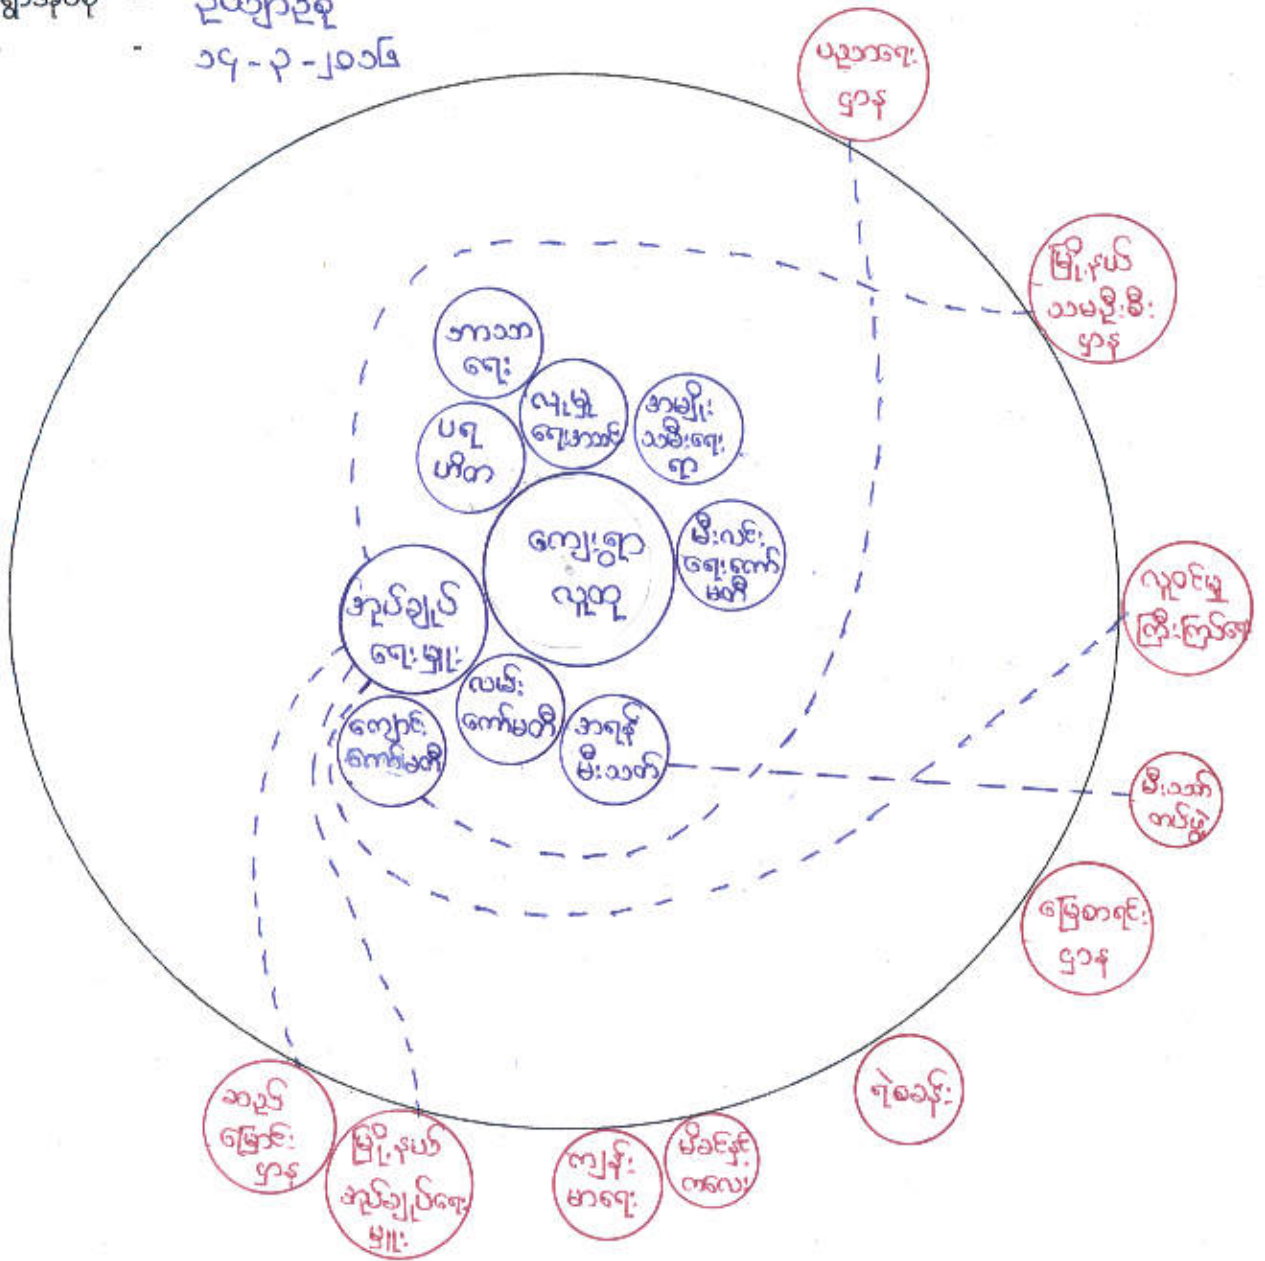 ဥယျာဉ်စု
၁၄-၃-၂၀၁၆
ပညာရေး
ဌာန
မြို့နယ်
သမဦးစီး
ဌာန
ဘာသာ
ရေး
လူမှု
ရေးအသင်း
အမျိုး
သမီးရေး
ရာ
ပရ
ဟိတ
ကျေးရွာ
လူထု
မီးလင်း
ရေးကော်
မတီ
အုပ်ချုပ်
ရေးမှူး
လမ်း
ကော်မတီ
ကျောင်း
ကော်မတီ
အရန်
မီးသတ်
လူဝင်မှု
ကြီးကြပ်ရေး
မီးသတ်
တပ်ဖွဲ့
မြေစာရင်း
ဌာန
ရဲစခန်း
မိခင်နှင့်
ကလေး
ကျန်း
မာရေး
မြို့နယ်
အုပ်ချုပ်ရေး
မှူး
ဆည်
မြောင်း
ဌာန